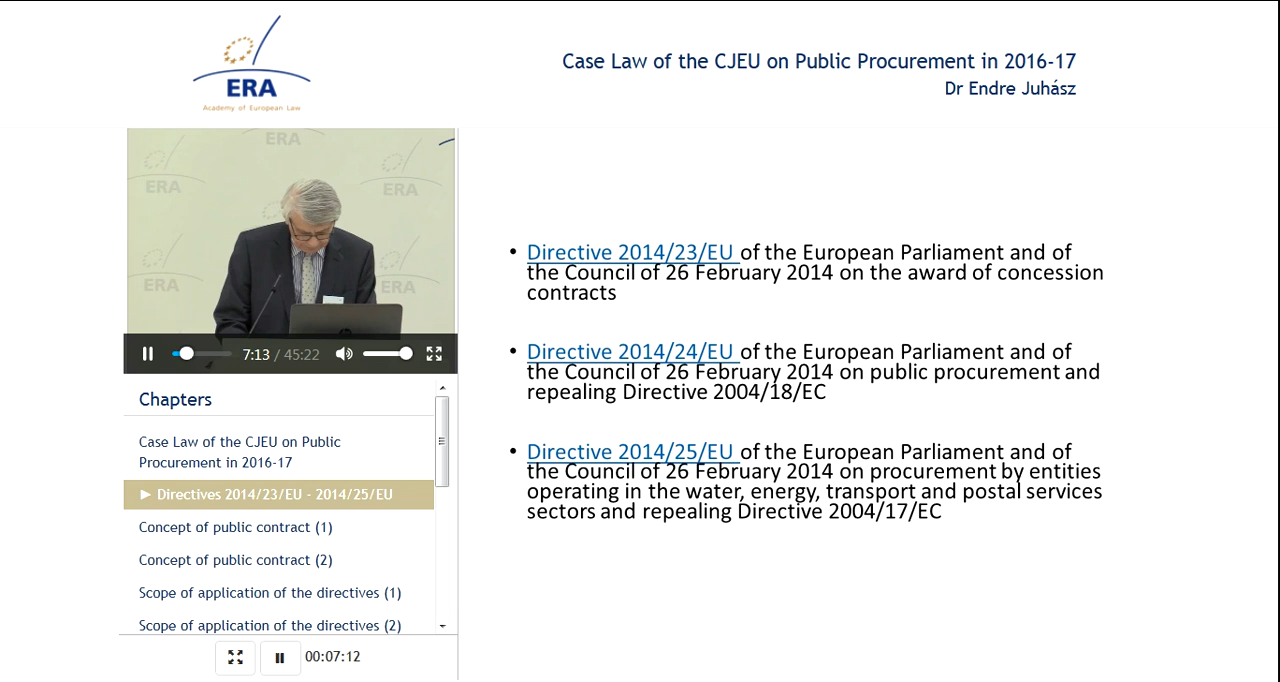 ERA
Academy of European Law
Case Law of the CJEU on Public Procurement in 2016-17
Dr Endre Juhász
ERA
ERA
ERA
ERA
ERA
7:13 / 45:22
Chapters
Case Law of the CJEU on Public
Procurement in 2016-17
► Directives 2014/23/EU - 2014/25/EU
Concept of public contract (1)
Concept of public contract (2)
Scope of application of the directives (1)
Scope of application of the directives (2)
00:07:12
• Directive 2014/23/EU of the European Parliament and of
the Council of 26 February 2014 on the award of concession
contracts
• Directive 2014/24/EU of the European Parliament and of
the Council of 26 February 2014 on public procurement and
repealing Directive 2004/18/EC
• Directive 2014/25/EU of the European Parliament and of
the Council of 26 February 2014 on procurement by entities
operating in the water, energy, transport and postal services
sectors and repealing Directive 2004/17/EC